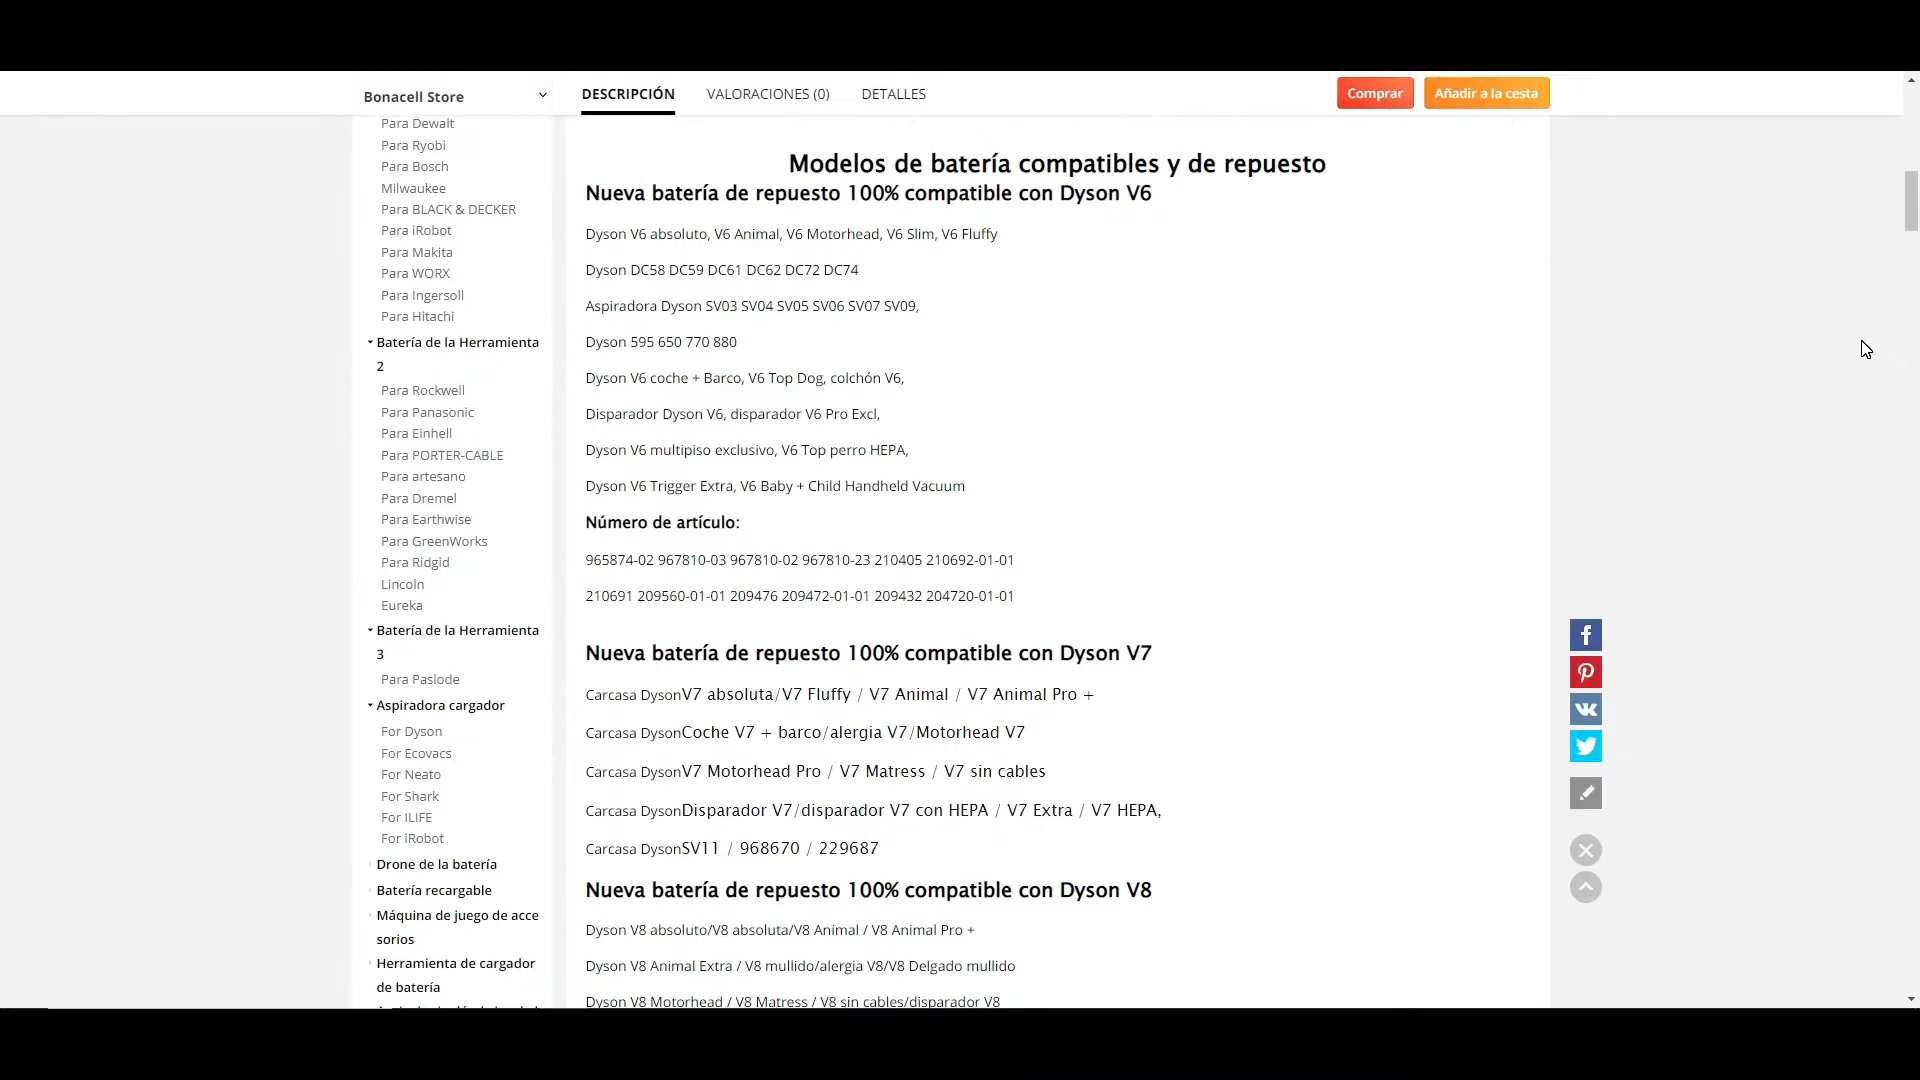 Bonacell Store
DESCRIPCIÓN
VALORACIONES (0)
DETALLES
Comprar
Añadir a la cesta
Para Dewalt
Para Ryobi
Para Bosch
Milwaukee
Para BLACK & DECKER
Para iRobot
Para Makita
Para WORX
Para Ingersoll
Para Hitachi
Batería de la Herramienta
2
Para Rockwell
Para Panasonic
Para Einhell
Para PORTER-CABLE
Para artesano
Para Dremel
Para Earthwise
Para GreenWorks
Para Ridgid
Lincoln
Eureka
Batería de la Herramienta
3
Para Paslode
Aspiradora cargador
For Dyson
For Ecovacs
For Neato
For Shark
For ILIFE
For iRobot
Drone de la batería
Batería recargable
Máquina de juego de acce
sorios
Herramienta de cargador
de batería
Modelos de batería compatibles y de repuesto
Nueva batería de repuesto 100% compatible con Dyson V6
Dyson V6 absoluto, V6 Animal, V6 Motorhead, V6 Slim, V6 Fluffy
Dyson DC58 DC59 DC61 DC62 DC72 DC74
Aspiradora Dyson SV03 SV04 SV05 SV06 SV07 SV09,
Dyson 595 650 770 880
Dyson V6 coche + Barco, V6 Top Dog, colchón V6,
Disparador Dyson V6, disparador V6 Pro Excl,
Dyson V6 multipiso exclusivo, V6 Top perro HEPA,
Dyson V6 Trigger Extra, V6 Baby + Child Handheld Vacuum
Número de artículo:
965874-02 967810-03 967810-02 967810-23 210405 210692-01-01
210691 209560-01-01 209476 209472-01-01 209432 204720-01-01
Nueva batería de repuesto 100% compatible con Dyson V7
Carcasa DysonV7 absoluta/V7 Fluffy / V7 Animal / V7 Animal Pro +
Carcasa DysonCoche V7 + barco/alergia V7/Motorhead V7
Carcasa DysonV7 Motorhead Pro / V7 Matress / V7 sin cables
Carcasa DysonDisparador V7/disparador V7 con HEPA / V7 Extra / V7 HEPA,
Carcasa DysonSV11 / 968670 / 229687
Nueva batería de repuesto 100% compatible con Dyson V8
Dyson V8 absoluto/V8 absoluta/V8 Animal / V8 Animal Pro +
Dyson V8 Animal Extra / V8 mullido/alergia V8/V8 Delgado mullido
Dyson V8 Motorhead / V8 Matress / V8 sin cables/disparador V8